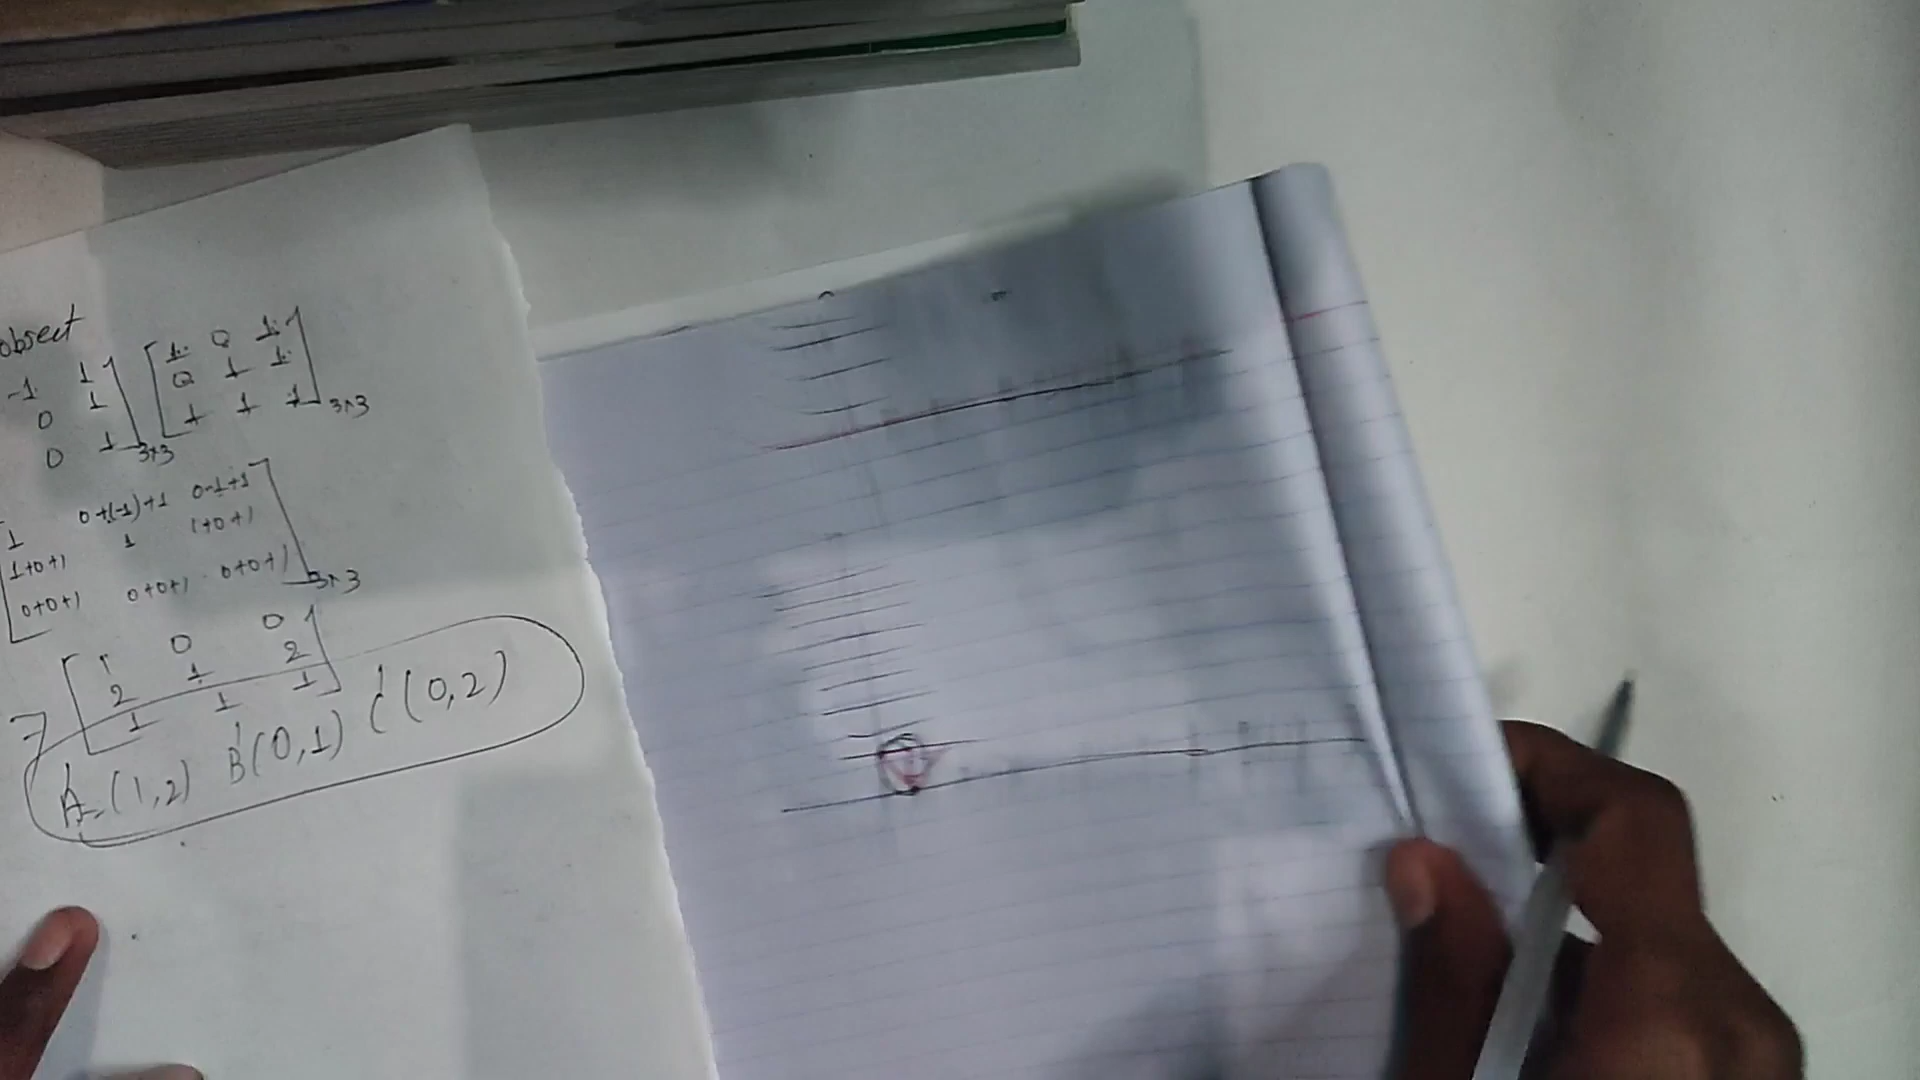 obsect
-1 1 ] [ 1 0 1
0 1 0 1 1
0 1 ]3×3 1 1 1 ]3×3
1 0+(-1)+1 0-1+1
1+0+1 1 1+0+1
0+0+1 0+0+1 0+0+1 ]3×3
[ 1 0 0
2 1 2
1 1 1 ]
A'=(1,2) B'(0,1) C'(0,2)